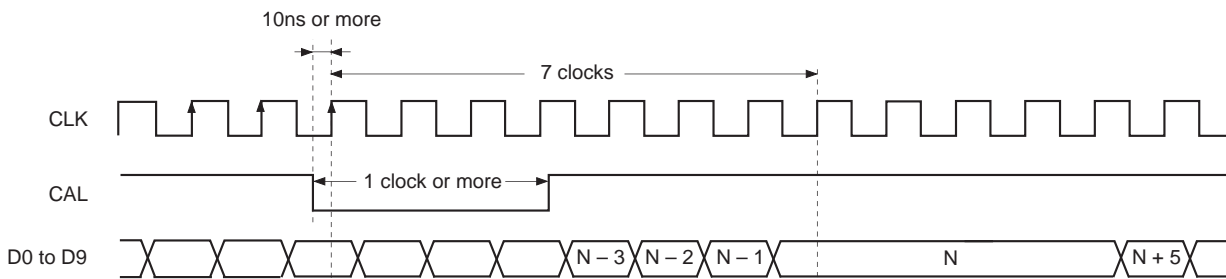 10ns or more
7 clocks
CLK
CAL
1 clock or more
D0 to D9
N – 3
N – 2
N – 1
N
N + 5